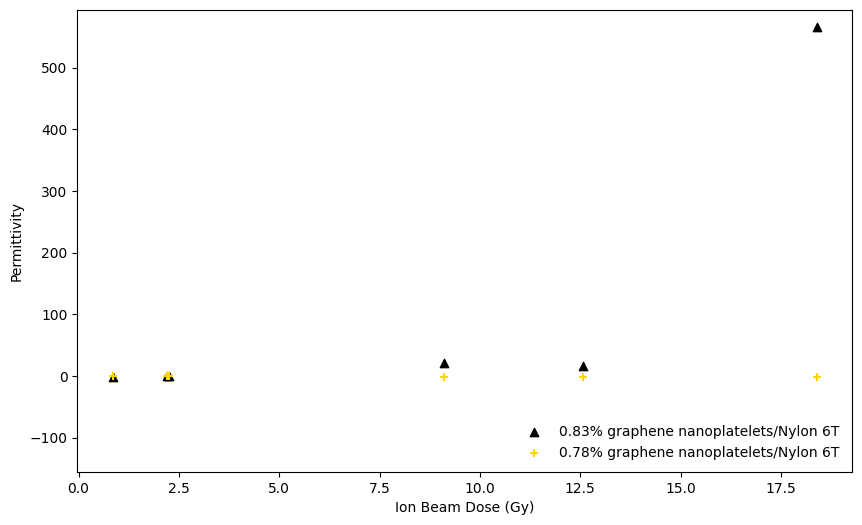 500
400
300
200
100
0
−100
Permittivity
0.83% graphene nanoplatelets/Nylon 6T
0.78% graphene nanoplatelets/Nylon 6T
0.0 2.5 5.0 7.5 10.0 12.5 15.0 17.5
Ion Beam Dose (Gy)